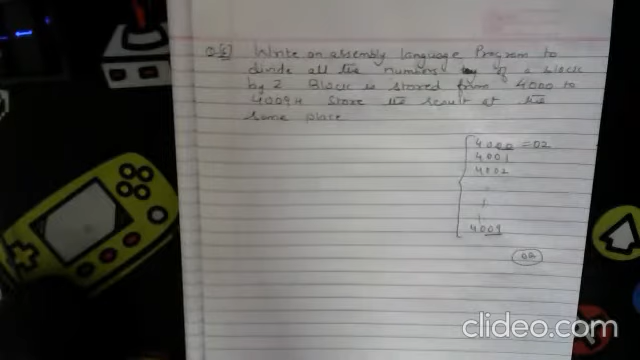 Write an assembly language Program to
divide all the numbers of a block
by 2 Block is stored from 4000 to
4009H Store the result at the
same place
4000 = 02
4001
4002
4009
02
clideo.com